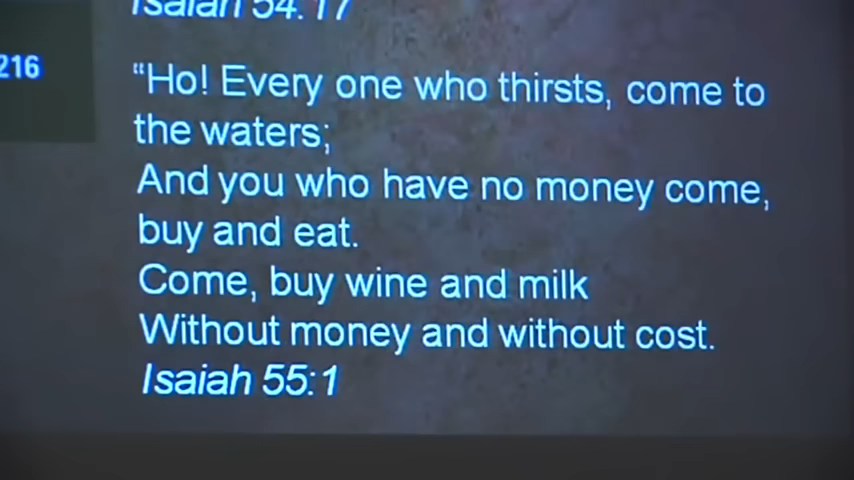 Isaiah 54:17
216
“Ho! Every one who thirsts, come to
the waters;
And you who have no money come,
buy and eat.
Come, buy wine and milk
Without money and without cost.
Isaiah 55:1